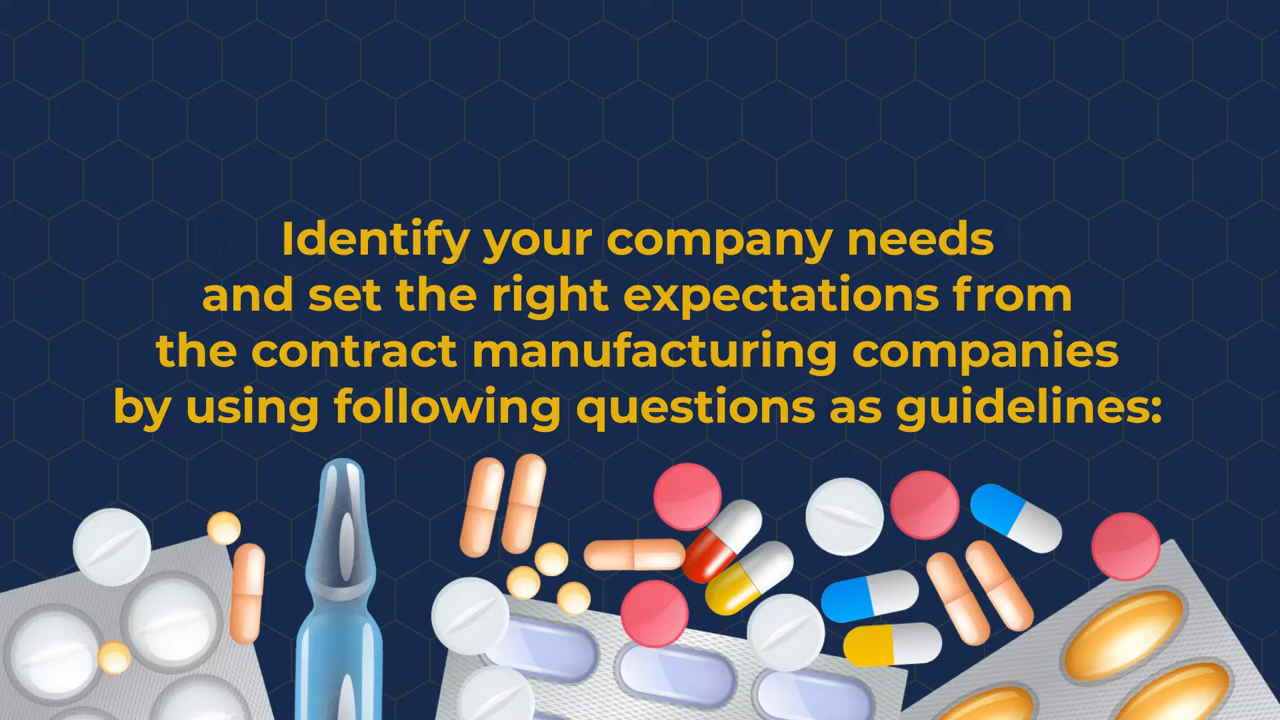 Identify your company needs
and set the right expectations from
the contract manufacturing companies
by using following questions as guidelines: